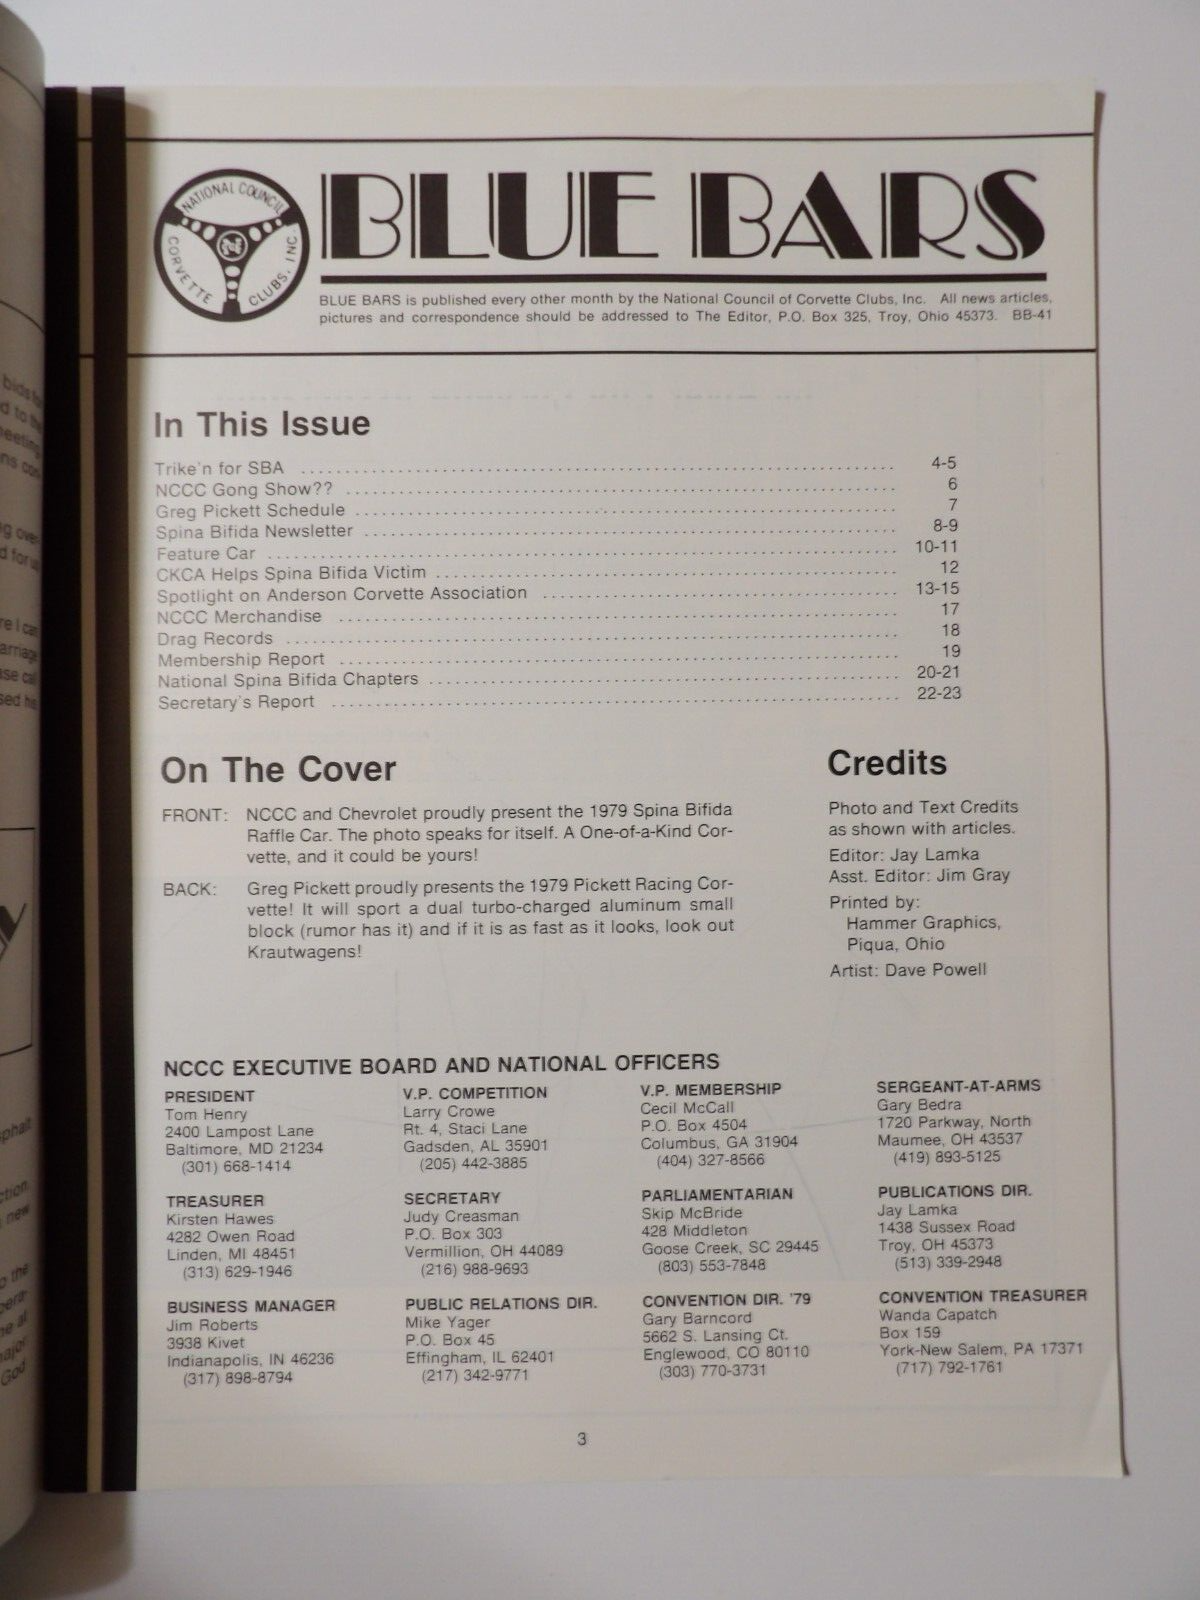 NATIONAL COUNCIL
CORVETTE CLUBS, INC.
BLUE BARS
BLUE BARS is published every other month by the National Council of Corvette Clubs, Inc. All news articles,
pictures and correspondence should be addressed to The Editor, P.O. Box 325, Troy, Ohio 45373. BB-41
In This Issue
Trike'n for SBA 4-5
NCCC Gong Show?? 6
Greg Pickett Schedule 7
Spina Bifida Newsletter 8-9
Feature Car 10-11
CKCA Helps Spina Bifida Victim 12
Spotlight on Anderson Corvette Association 13-15
NCCC Merchandise 17
Drag Records 18
Membership Report 19
National Spina Bifida Chapters 20-21
Secretary's Report 22-23
On The Cover
FRONT: NCCC and Chevrolet proudly present the 1979 Spina Bifida
Raffle Car. The photo speaks for itself. A One-of-a-Kind Cor-
vette, and it could be yours!
BACK: Greg Pickett proudly presents the 1979 Pickett Racing Cor-
vette! It will sport a dual turbo-charged aluminum small
block (rumor has it) and if it is as fast as it looks, look out
Krautwagens!
Credits
Photo and Text Credits
as shown with articles.
Editor: Jay Lamka
Asst. Editor: Jim Gray
Printed by:
Hammer Graphics,
Piqua, Ohio
Artist: Dave Powell
NCCC EXECUTIVE BOARD AND NATIONAL OFFICERS
PRESIDENT
Tom Henry
2400 Lampost Lane
Baltimore, MD 21234
(301) 668-1414
V.P. COMPETITION
Larry Crowe
Rt. 4, Staci Lane
Gadsden, AL 35901
(205) 442-3885
V.P. MEMBERSHIP
Cecil McCall
P.O. Box 4504
Columbus, GA 31904
(404) 327-8566
SERGEANT-AT-ARMS
Gary Bedra
1720 Parkway, North
Maumee, OH 43537
(419) 893-5125
TREASURER
Kirsten Hawes
4282 Owen Road
Linden, MI 48451
(313) 629-1946
SECRETARY
Judy Creasman
P.O. Box 303
Vermillion, OH 44089
(216) 988-9693
PARLIAMENTARIAN
Skip McBride
428 Middleton
Goose Creek, SC 29445
(803) 553-7848
PUBLICATIONS DIR.
Jay Lamka
1438 Sussex Road
Troy, OH 45373
(513) 339-2948
BUSINESS MANAGER
Jim Roberts
3938 Kivet
Indianapolis, IN 46236
(317) 898-8794
PUBLIC RELATIONS DIR.
Mike Yager
P.O. Box 45
Effingham, IL 62401
(217) 342-9771
CONVENTION DIR. '79
Gary Barncord
5662 S. Lansing Ct.
Englewood, CO 80110
(303) 770-3731
CONVENTION TREASURER
Wanda Capatch
Box 159
York-New Salem, PA 17371
(717) 792-1761
3